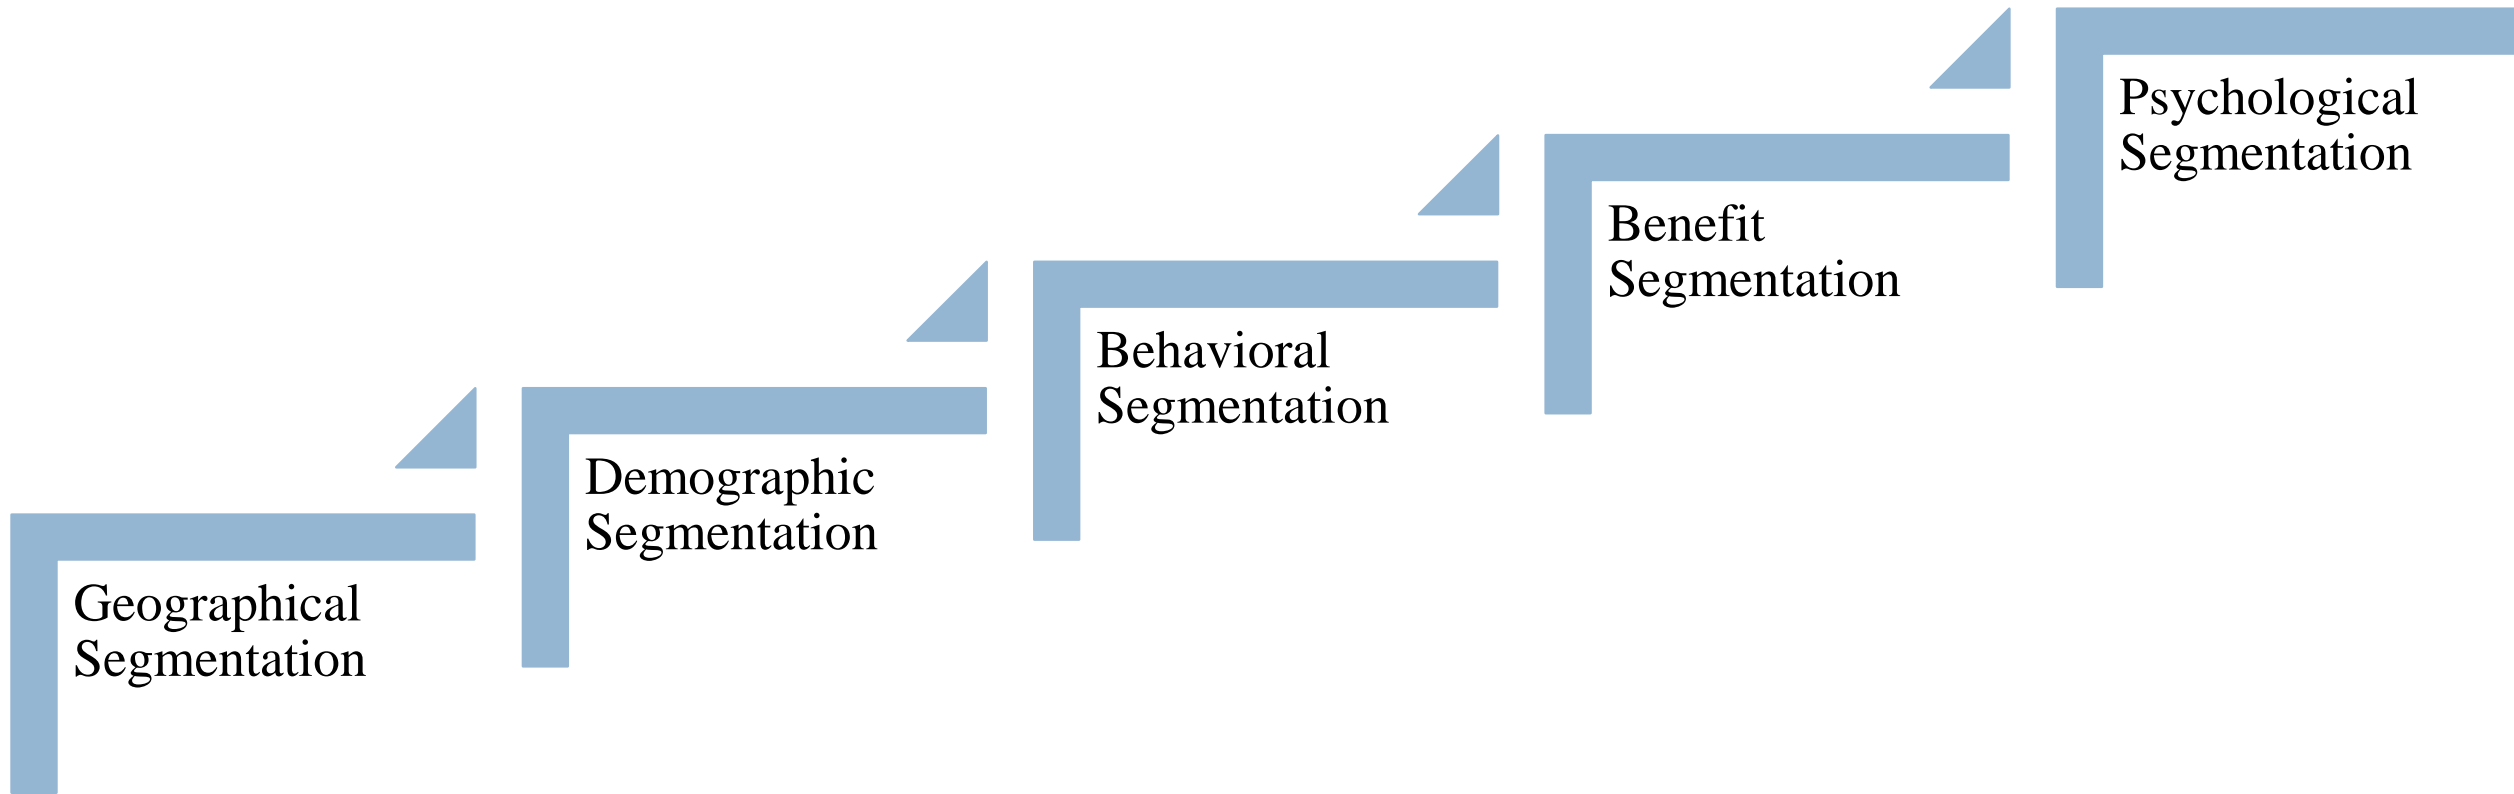 Geographical
Segmentation
Demographic
Segmentation
Behavioral
Segmentation
Benefit
Segmentation
Psychological
Segmentation